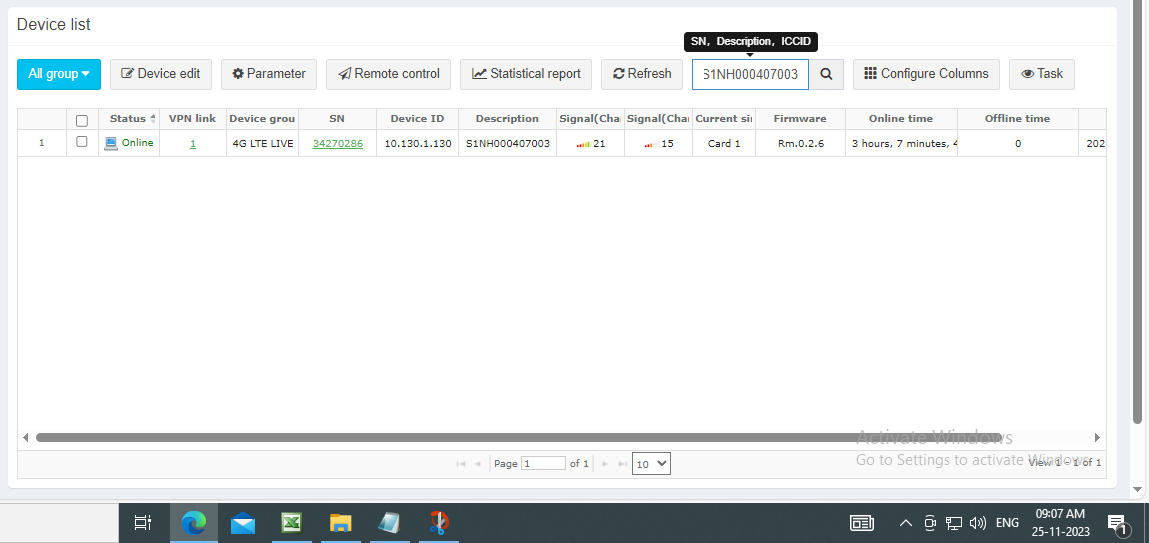 Device list
SN, Description, ICCID
All group Device edit Parameter Remote control Statistical report Refresh S1NH000407003 Configure Columns Task
Status VPN link Device grou SN Device ID Description Signal(Cha Signal(Cha Current si Firmware Online time Offline time
1 Online 1 4G LTE LIVE 34270286 10.130.1.130 S1NH000407003 21 15 Card 1 Rm.0.2.6 3 hours, 7 minutes, 4 0 202
Activate Windows
Page 1 of 1 10 Go to Settings to activate Windows. View 1 - 1 of 1
ENG 09:07 AM
25-11-2023 1